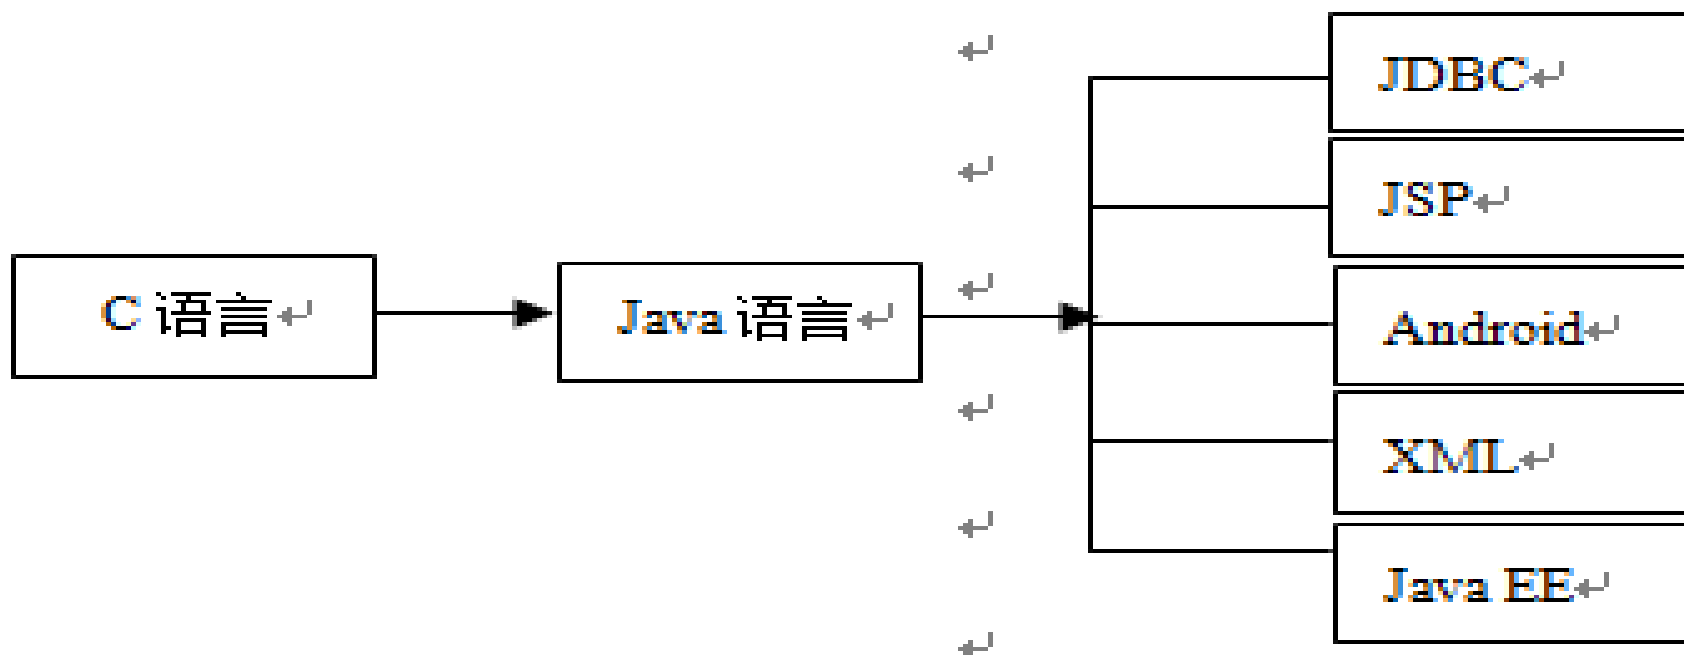 C 语言
Java 语言
JDBC
JSP
Android
XML
Java EE